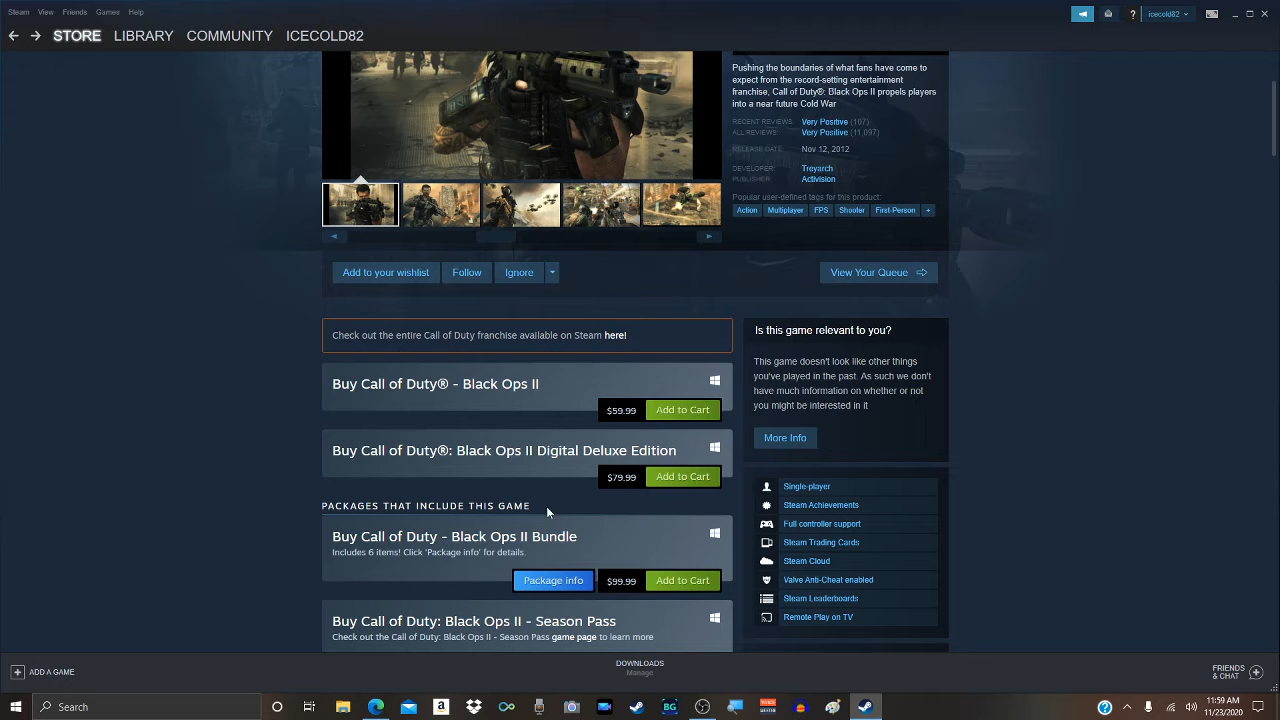 Steam View Friends Games Help
icecold82
STORE LIBRARY COMMUNITY ICECOLD82
Pushing the boundaries of what fans have come to
expect from the record-setting entertainment
franchise, Call of Duty®: Black Ops II propels players
into a near future Cold War
RECENT REVIEWS: Very Positive (107)
ALL REVIEWS: Very Positive (11,097)
RELEASE DATE: Nov 12, 2012
DEVELOPER: Treyarch
PUBLISHER: Activision
Popular user-defined tags for this product:
Action Multiplayer FPS Shooter First-Person +
Add to your wishlist Follow Ignore View Your Queue
Check out the entire Call of Duty franchise available on Steam here!
Is this game relevant to you?
This game doesn't look like other things
you've played in the past. As such we don't
have much information on whether or not
you might be interested in it
More Info
Buy Call of Duty® - Black Ops II
$59.99 Add to Cart
Buy Call of Duty®: Black Ops II Digital Deluxe Edition
$79.99 Add to Cart
PACKAGES THAT INCLUDE THIS GAME
Buy Call of Duty - Black Ops II Bundle
Includes 6 items! Click 'Package info' for details.
Package info $99.99 Add to Cart
Buy Call of Duty: Black Ops II - Season Pass
Check out the Call of Duty: Black Ops II - Season Pass game page to learn more
Single-player
Steam Achievements
Full controller support
Steam Trading Cards
Steam Cloud
Valve Anti-Cheat enabled
Steam Leaderboards
Remote Play on TV
ADD A GAME
DOWNLOADS
Manage
FRIENDS
& CHAT
Search
BG
11:59 AM
11/23/2020